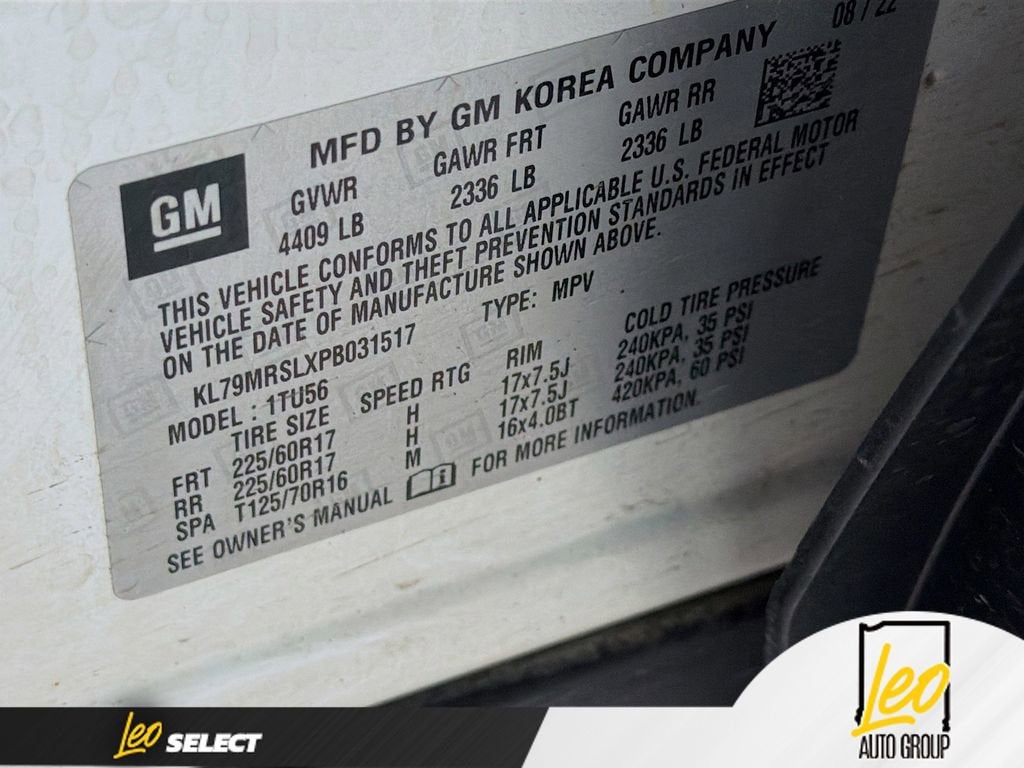 08/22
MFD BY GM KOREA COMPANY
GM
GVWR GAWR FRT GAWR RR
4409 LB 2336 LB 2336 LB
THIS VEHICLE CONFORMS TO ALL APPLICABLE U.S. FEDERAL MOTOR
VEHICLE SAFETY AND THEFT PREVENTION STANDARDS IN EFFECT
ON THE DATE OF MANUFACTURE SHOWN ABOVE.
KL79MRSLXPB031517 TYPE: MPV
MODEL : 1TU56
TIRE SIZE SPEED RTG RIM COLD TIRE PRESSURE
FRT 225/60R17 H 17x7.5J 240KPA, 35 PSI
RR 225/60R17 H 17x7.5J 240KPA, 35 PSI
SPA T125/70R16 M 16x4.0BT 420KPA, 60 PSI
SEE OWNER'S MANUAL FOR MORE INFORMATION.
Leo SELECT
Leo
AUTO GROUP